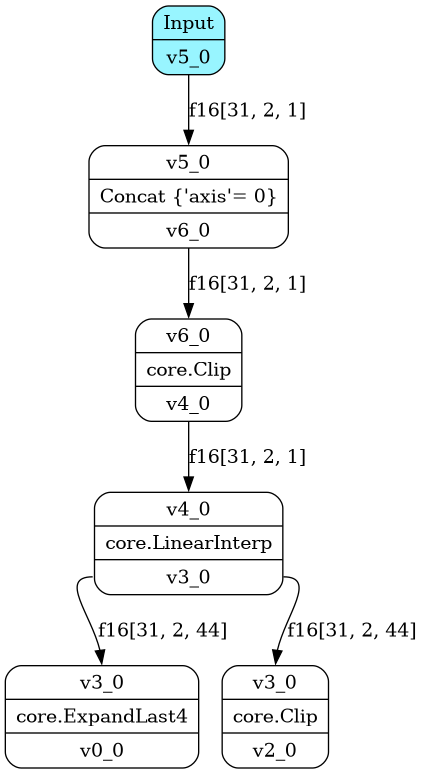 Input
v5_0
f16[31, 2, 1]
v5_0
Concat {'axis'= 0}
v6_0
f16[31, 2, 1]
v6_0
core.Clip
v4_0
f16[31, 2, 1]
v4_0
core.LinearInterp
v3_0
f16[31, 2, 44]
f16[31, 2, 44]
v3_0
core.ExpandLast4
v0_0
v3_0
core.Clip
v2_0